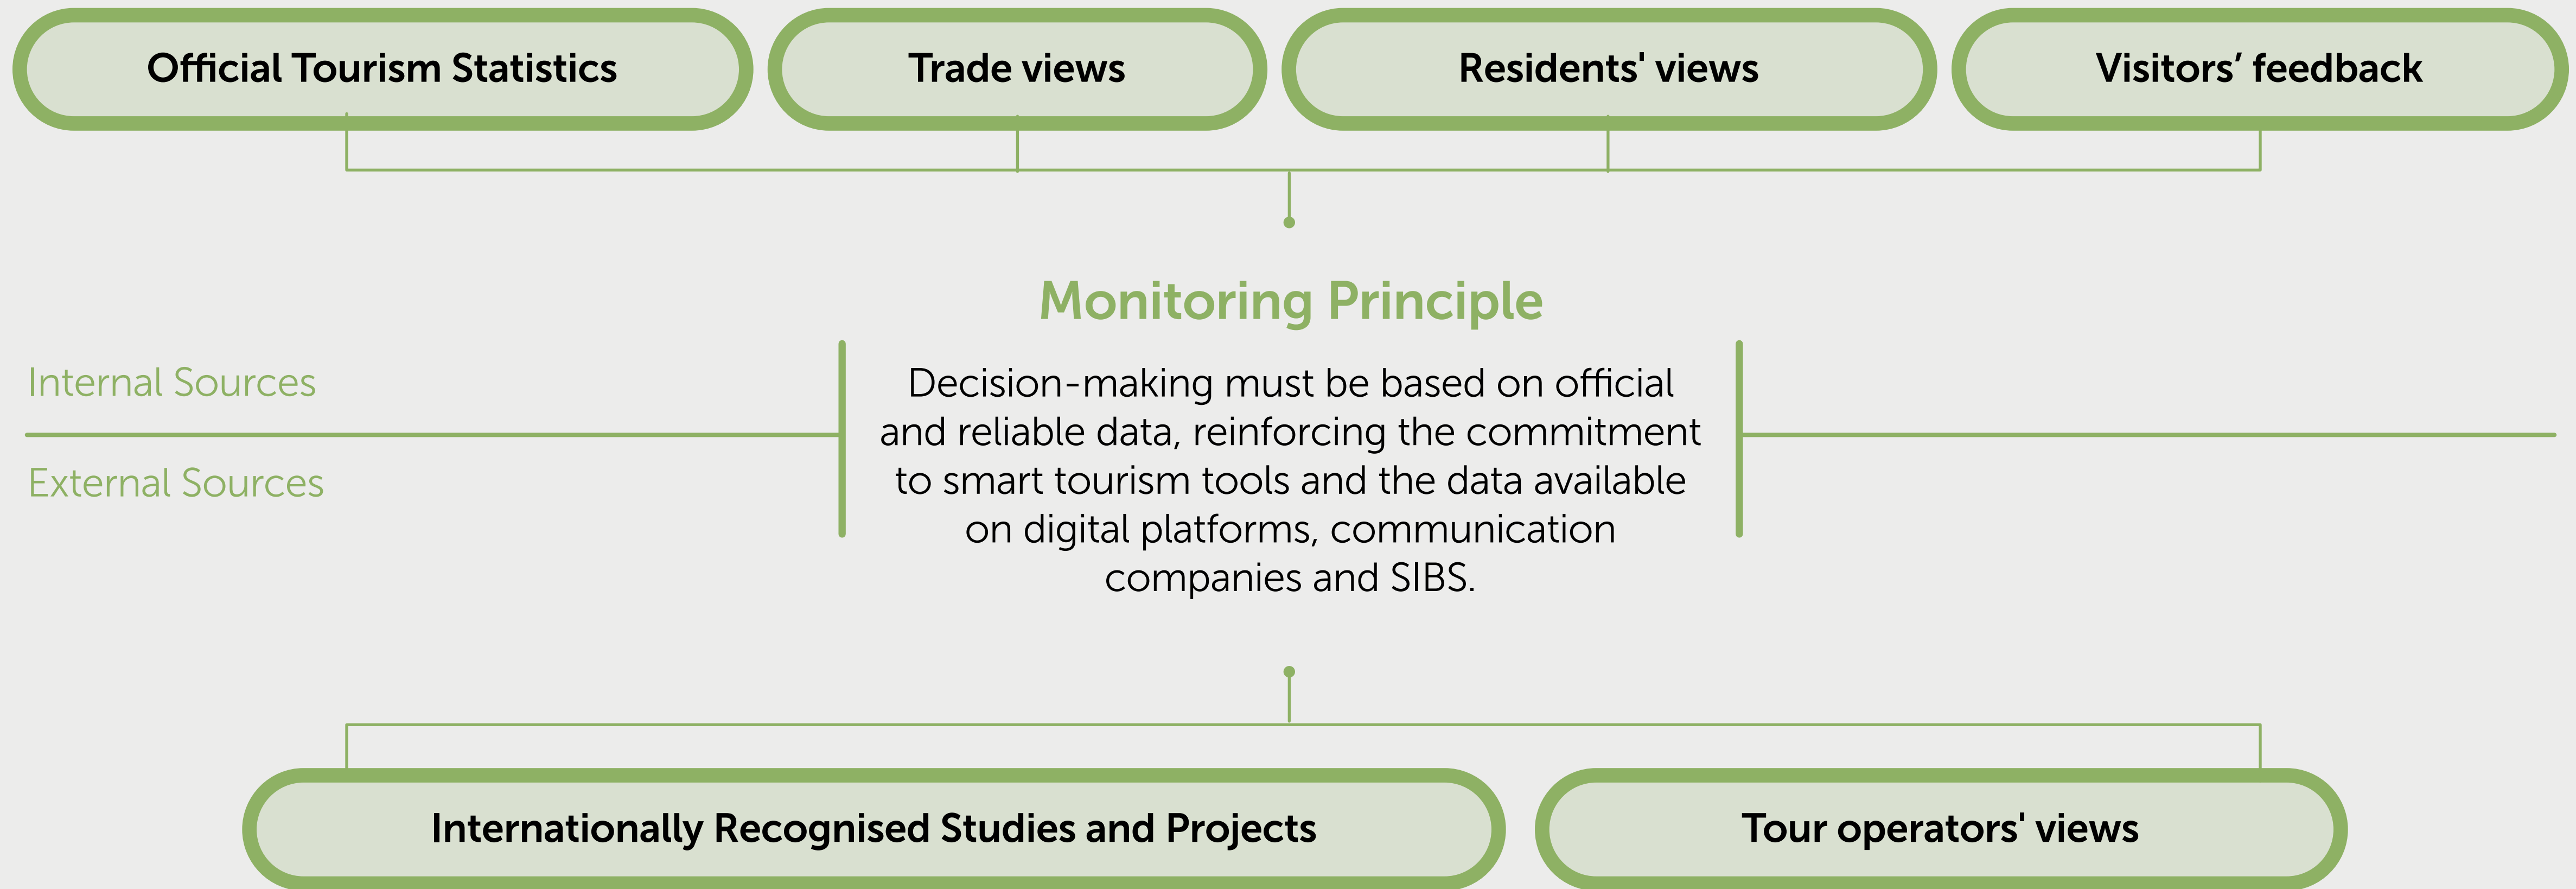 Official Tourism Statistics
Trade views
Residents' views
Visitors’ feedback
Monitoring Principle
Internal Sources
External Sources
Decision-making must be based on official
and reliable data, reinforcing the commitment
to smart tourism tools and the data available
on digital platforms, communication
companies and SIBS.
Internationally Recognised Studies and Projects
Tour operators' views